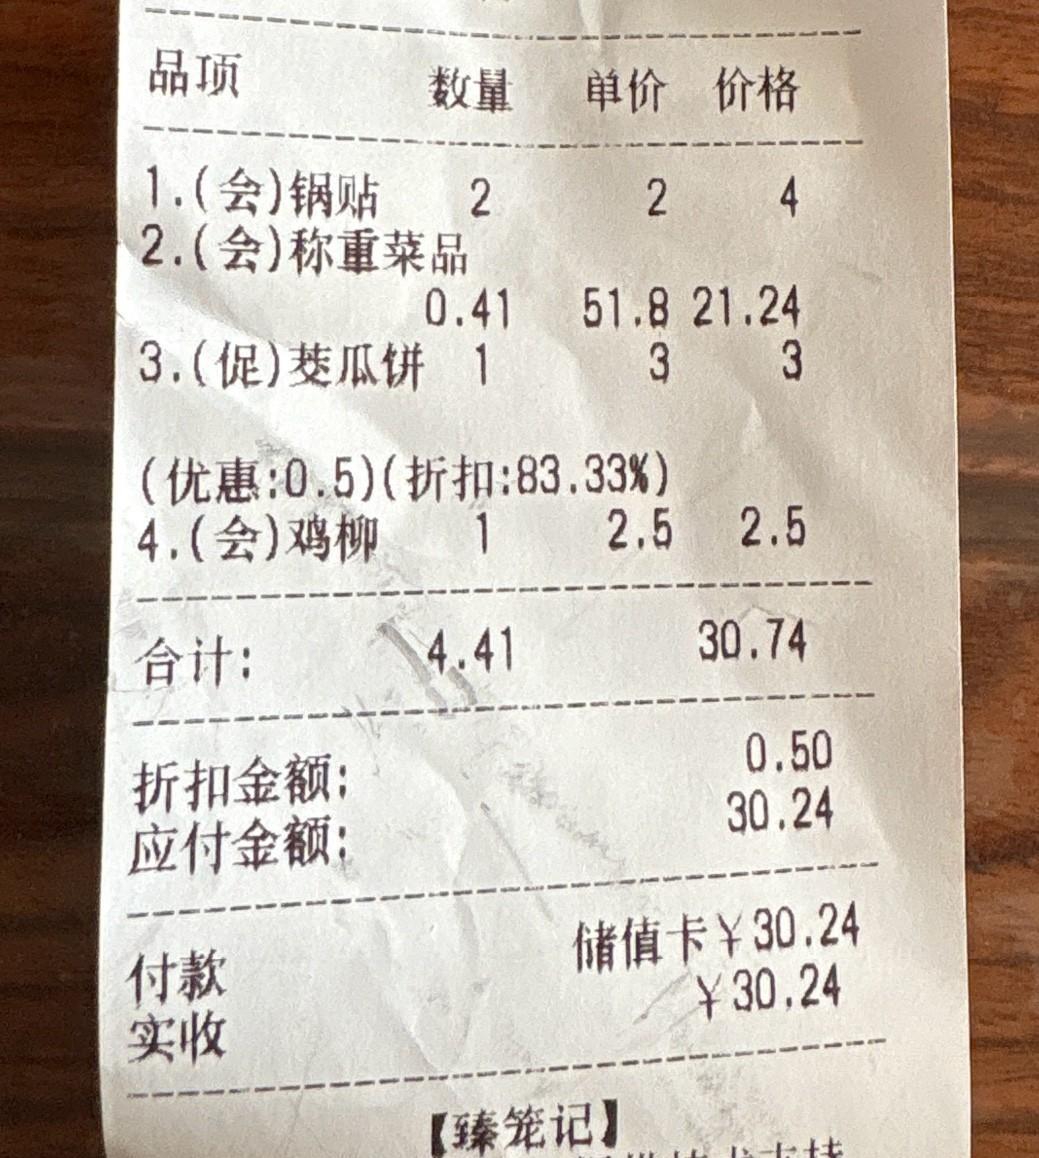 品项 数量 单价 价格
1.(会)锅贴 2 2 4
2.(会)称重菜品
0.41 51.8 21.24
3.(促)茭瓜饼 1 3 3
(优惠:0.5)(折扣:83.33%)
4.(会)鸡柳 1 2.5 2.5
合计: 4.41 30.74
折扣金额: 0.50
应付金额: 30.24
付款 储值卡￥30.24
实收 ￥30.24
【臻笼记】